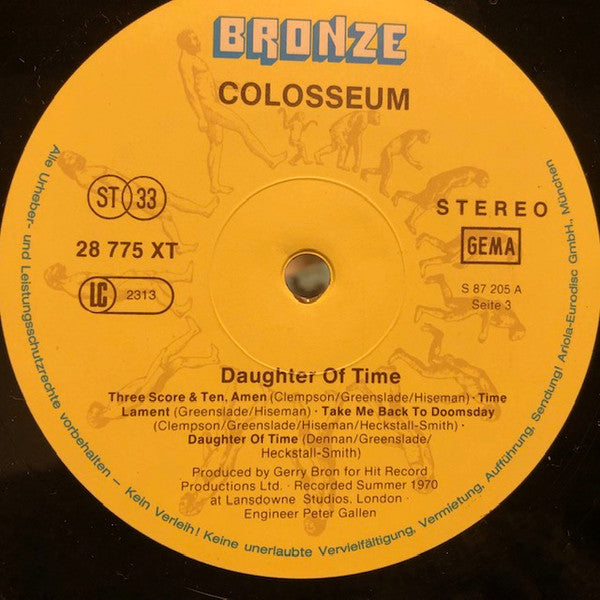 BRONZE
COLOSSEUM
ST 33
28 775 XT
LC 2313
STEREO
GEMA
S 87 205 A
Seite 3
Daughter Of Time
Three Score & Ten, Amen (Clempson/Greenslade/Hiseman) · Time
Lament (Greenslade/Hiseman) · Take Me Back To Doomsday
(Clempson/Greenslade/Hiseman/Heckstall-Smith) ·
Daughter Of Time (Dennan/Greenslade/
Heckstall-Smith)
Produced by Gerry Bron for Hit Record
Productions Ltd. · Recorded Summer 1970
at Lansdowne Studios, London ·
Engineer Peter Gallen
Alle Urheber- und Leistungsschutzrechte vorbehalten – Kein Verleih! Keine unerlaubte Vervielfältigung, Vermietung, Aufführung, Sendung! Ariola-Eurodisc GmbH., München